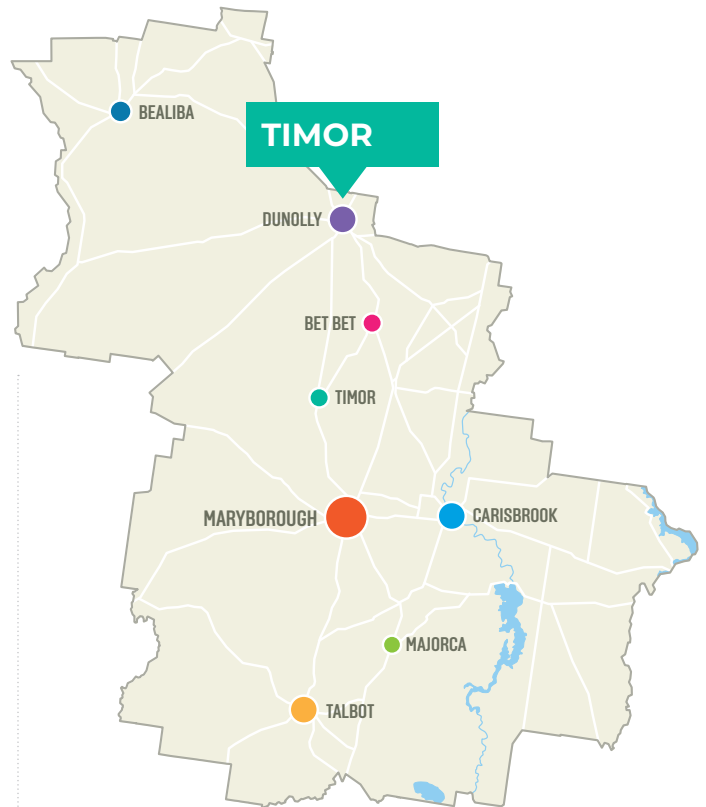 BEALIBA
TIMOR
DUNOLLY
BET BET
TIMOR
MARYBOROUGH
CARISBROOK
MAJORCA
TALBOT